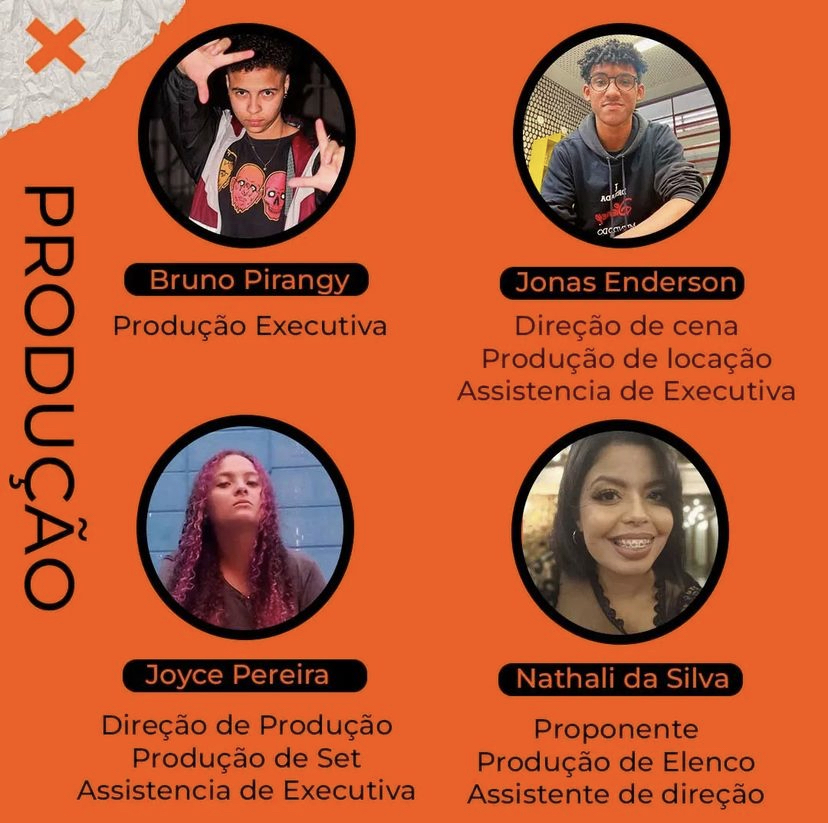 PRODUÇÃO
Bruno Pirangy
Produção Executiva
Jonas Enderson
Direção de cena
Produção de locação
Assistencia de Executiva
Joyce Pereira
Direção de Produção
Produção de Set
Assistencia de Executiva
Nathali da Silva
Proponente
Produção de Elenco
Assistente de direção